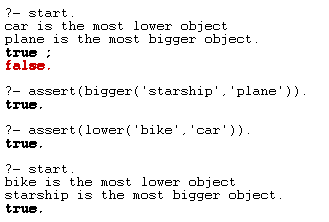 ?- start.
car is the most lower object
plane is the most bigger object.
true ;
false.
?- assert(bigger('starship','plane')).
true.
?- assert(lower('bike','car')).
true.
?- start.
bike is the most lower object
starship is the most bigger object.
true.